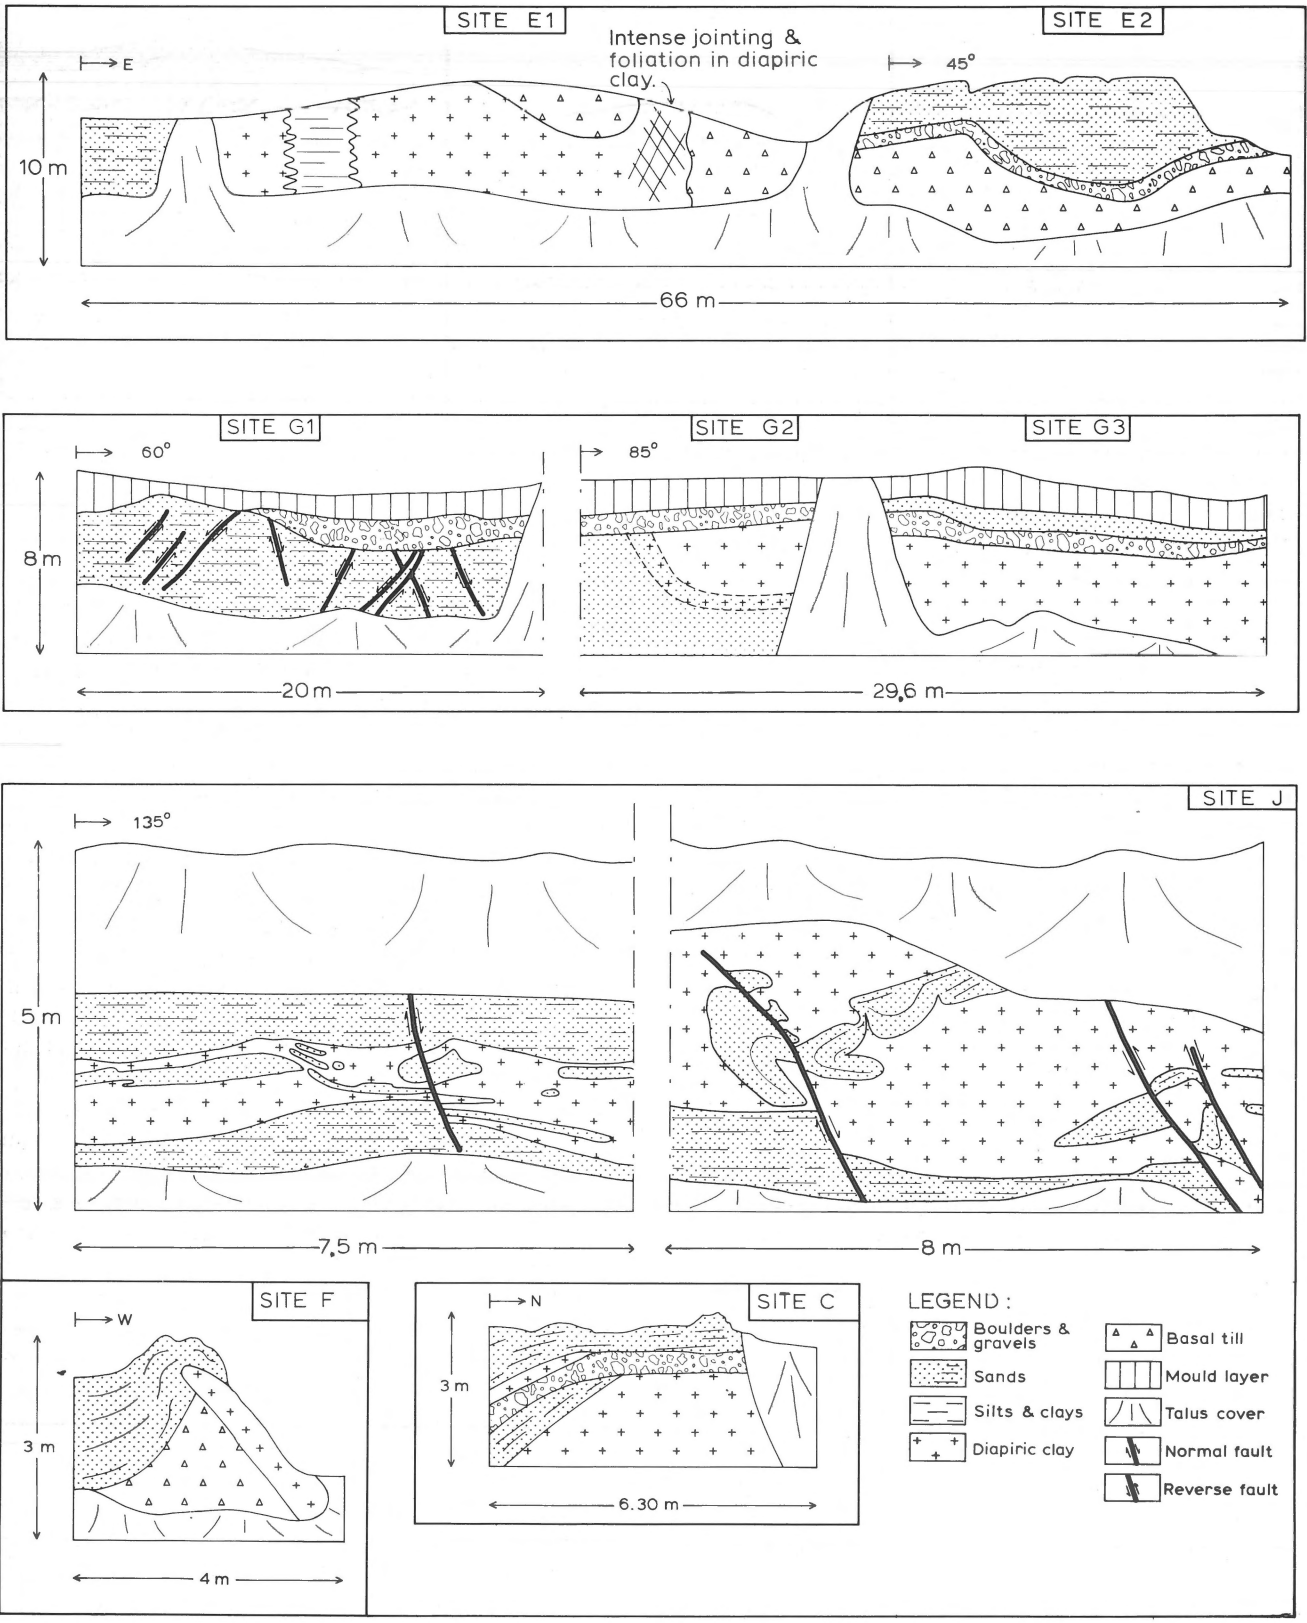 SITE E1
SITE E2
Intense jointing &
foliation in diapiric
clay.
E
45°
10 m
66 m
SITE G1
SITE G2
SITE G3
60°
85°
8 m
20 m
29,6 m
SITE J
135°
5 m
7,5 m
8 m
SITE F
W
3 m
4 m
SITE C
N
3 m
6.30 m
LEGEND :
Boulders &
gravels
Sands
Silts & clays
Diapiric clay
Basal till
Mould layer
Talus cover
Normal fault
Reverse fault